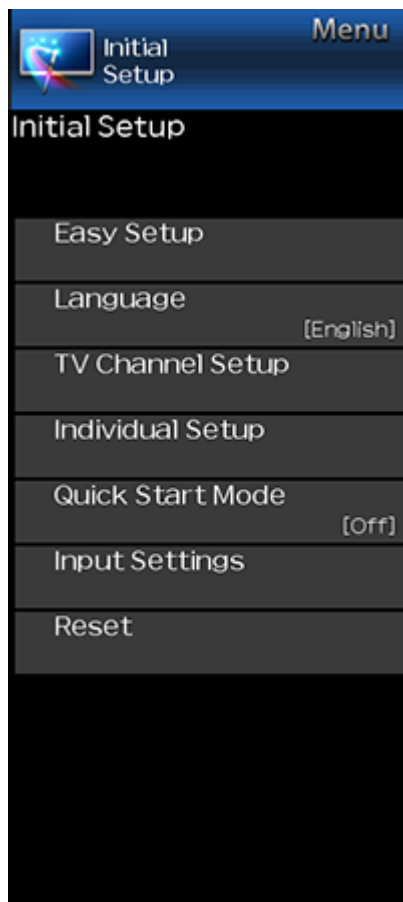 Menu
Initial
Setup
Initial Setup
Easy Setup
Language
[English]
TV Channel Setup
Individual Setup
Quick Start Mode
[Off]
Input Settings
Reset